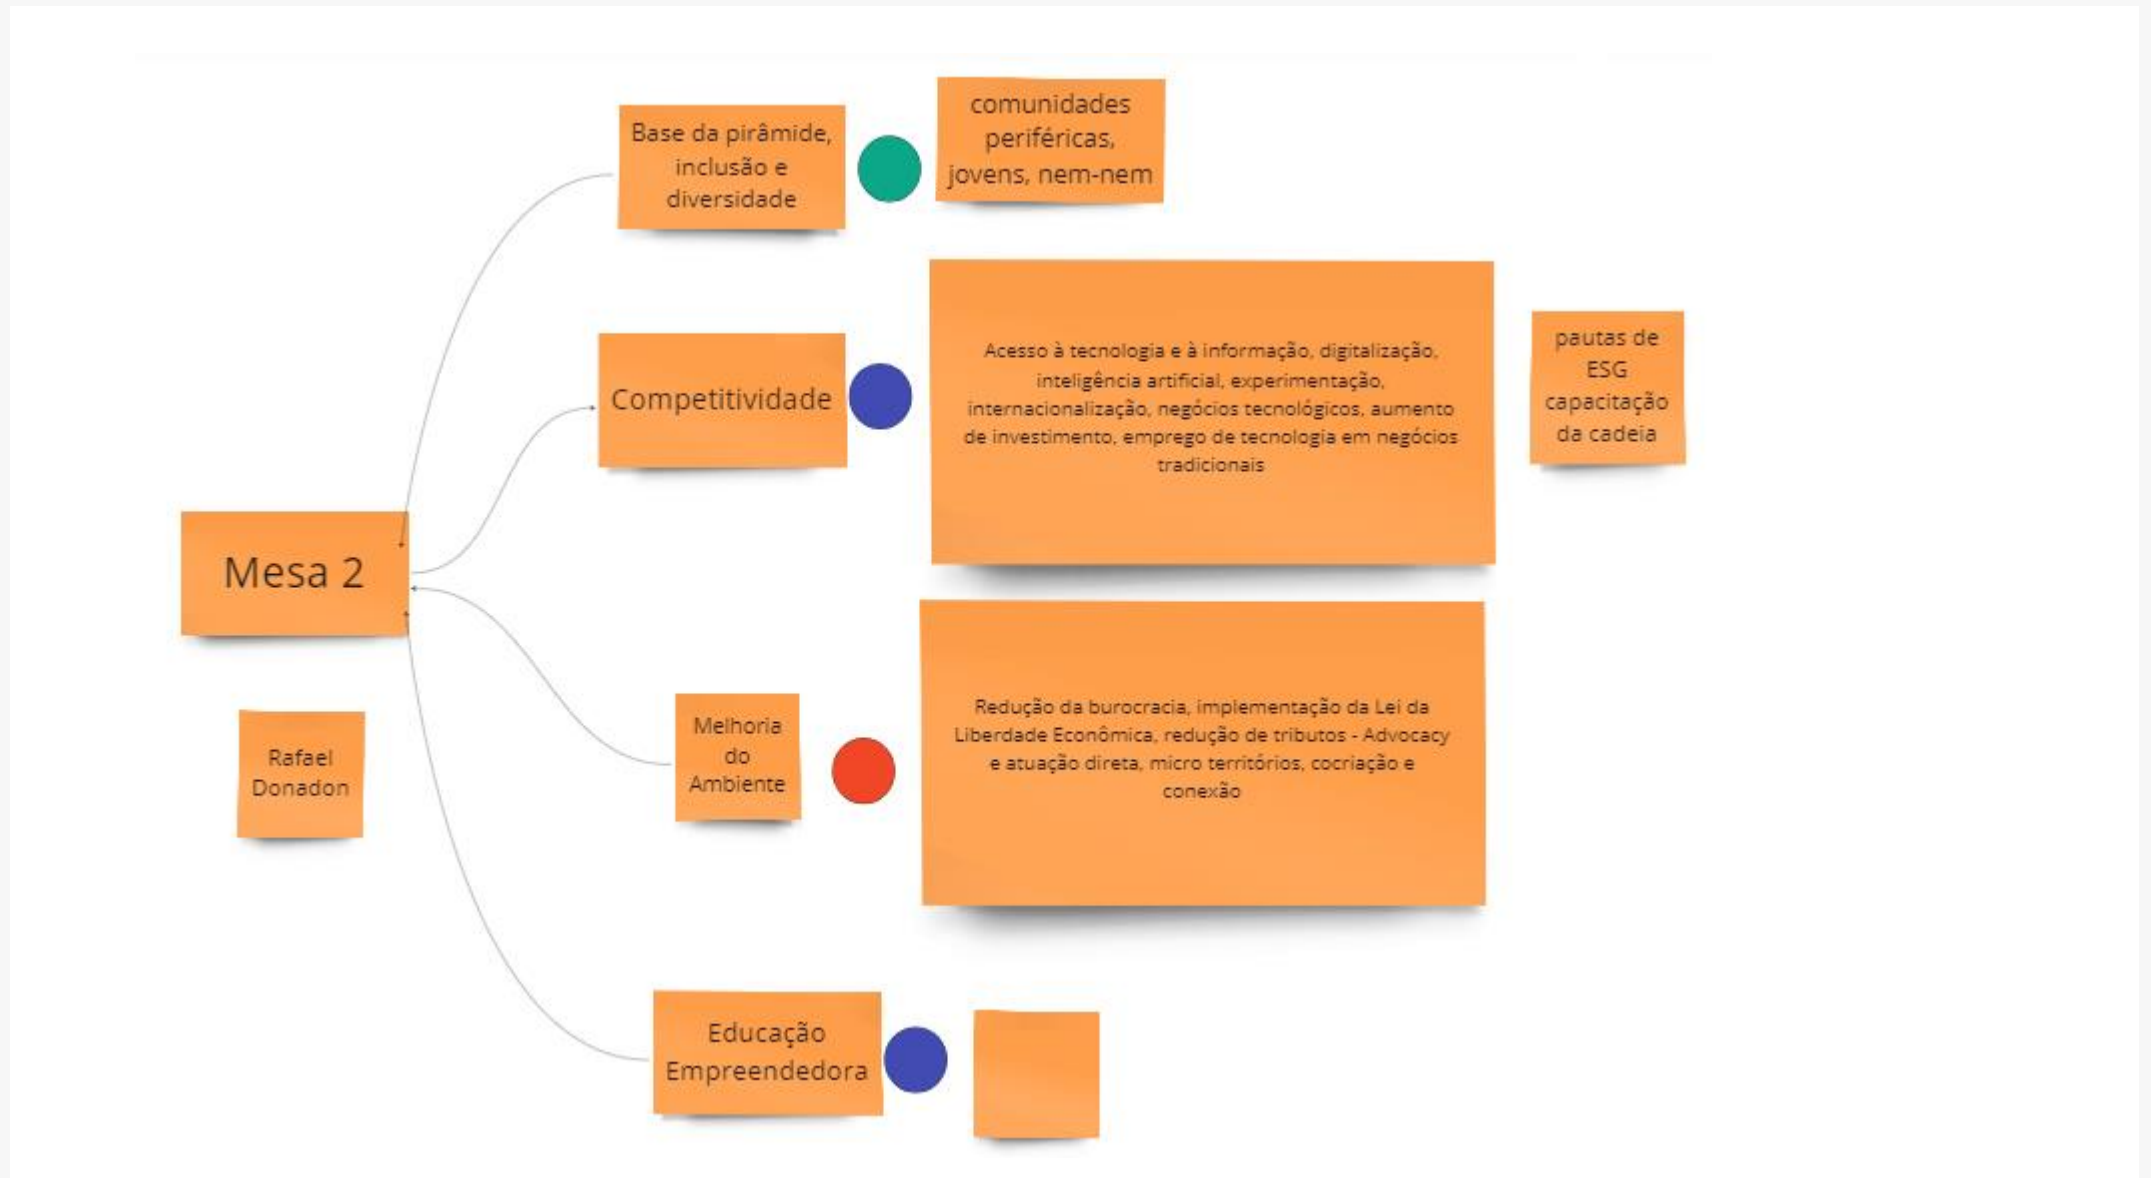 Base da pirâmide,
inclusão e
diversidade
comunidades
periféricas,
jovens, nem-nem
Competitividade
Acesso à tecnologia e à informação, digitalização,
inteligência artificial, experimentação,
internacionalização, negócios tecnológicos, aumento
de investimento, emprego de tecnologia em negócios
tradicionais
pautas de
ESG
capacitação
da cadeia
Mesa 2
Rafael
Donadon
Melhoria
do
Ambiente
Redução da burocracia, implementação da Lei da
Liberdade Econômica, redução de tributos - Advocacy
e atuação direta, micro territórios, cocriação e
conexão
Educação
Empreendedora